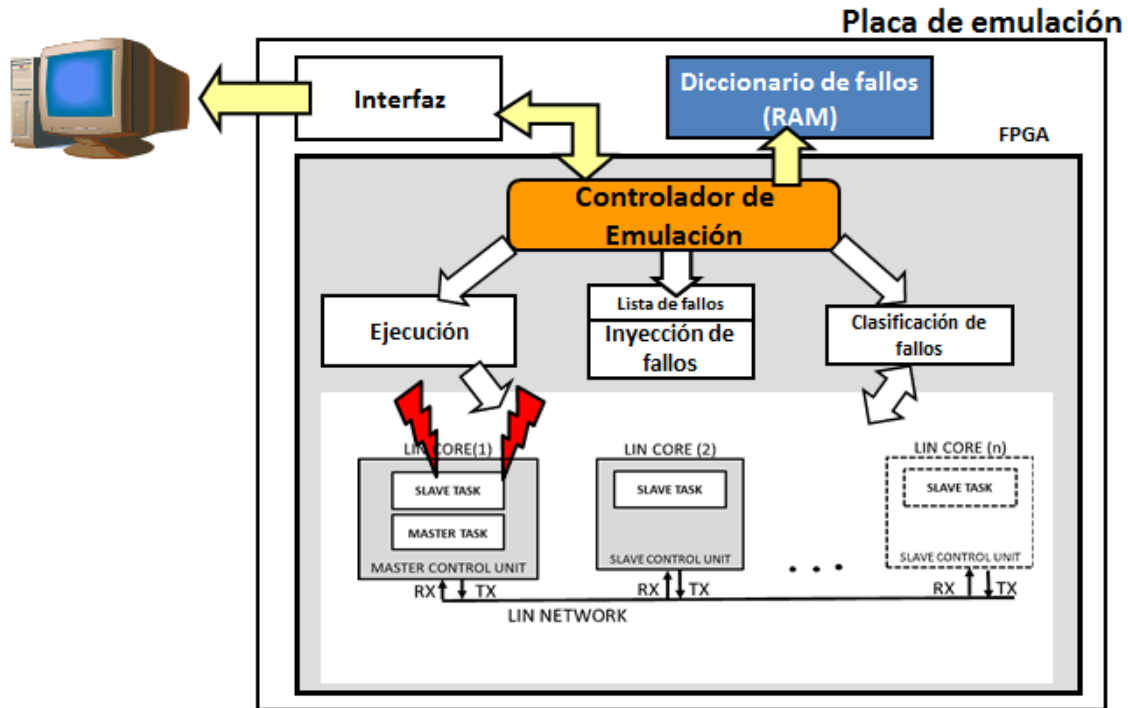 Placa de emulación
Interfaz
Diccionario de fallos
(RAM)
FPGA
Controlador de
Emulación
Ejecución
Lista de fallos
Inyección de
fallos
Clasificación de
fallos
LIN CORE(1)
SLAVE TASK
MASTER TASK
MASTER CONTROL UNIT
RX TX
LIN CORE (2)
SLAVE TASK
SLAVE CONTROL UNIT
RX TX
. . .
LIN CORE (n)
SLAVE TASK
SLAVE CONTROL UNIT
RX TX
LIN NETWORK